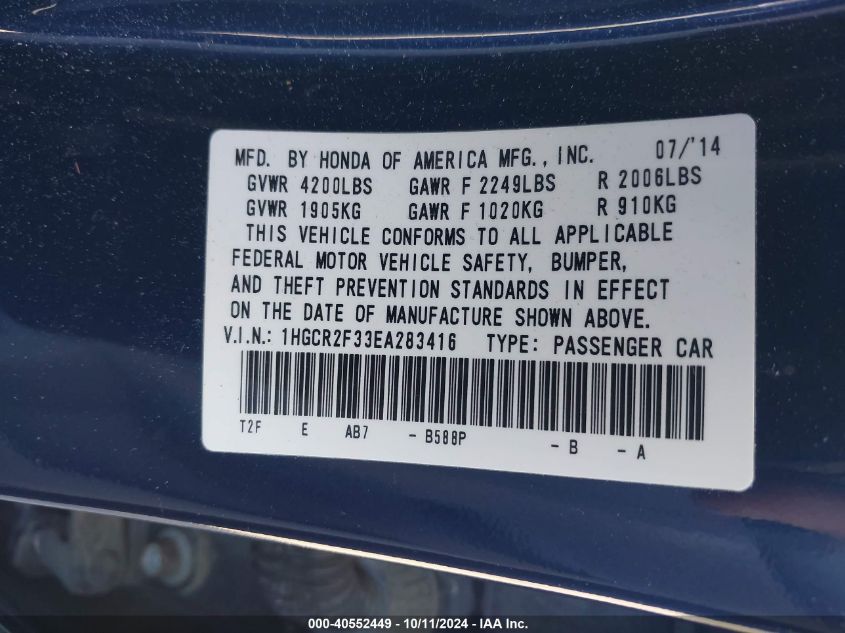 MFD. BY HONDA OF AMERICA MFG., INC. 07/'14
GVWR 4200LBS GAWR F 2249LBS R 2006LBS
GVWR 1905KG GAWR F 1020KG R 910KG
THIS VEHICLE CONFORMS TO ALL APPLICABLE
FEDERAL MOTOR VEHICLE SAFETY, BUMPER,
AND THEFT PREVENTION STANDARDS IN EFFECT
ON THE DATE OF MANUFACTURE SHOWN ABOVE.
V.I.N.: 1HGCR2F33EA283416 TYPE: PASSENGER CAR
T2F E AB7 - B588P - B - A
000-40552449 - 10/11/2024 - IAA Inc.